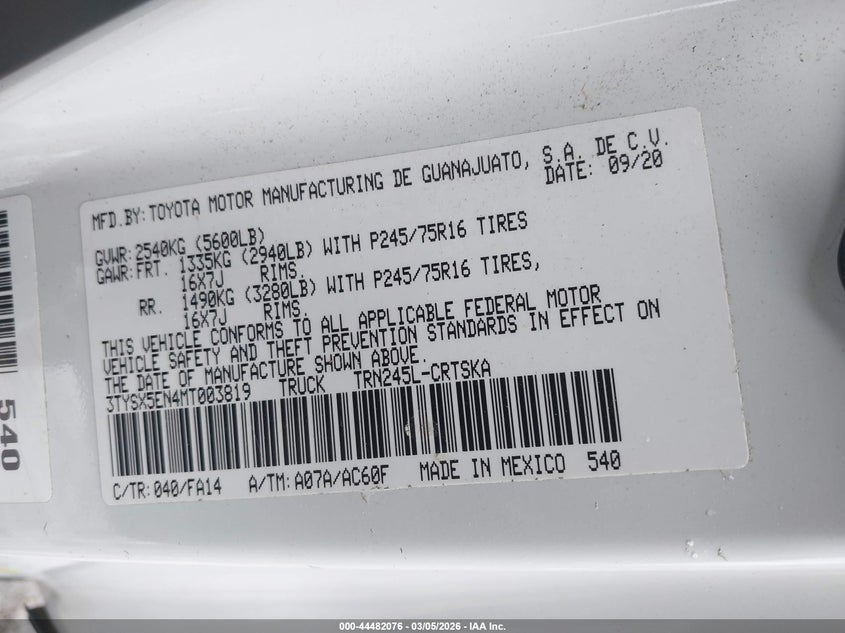 MFD.BY:TOYOTA MOTOR MANUFACTURING DE GUANAJUATO, S.A. DE C.V.
DATE: 09/20
GVWR:2540KG (5600LB)
GAWR:FRT. 1335KG (2940LB) WITH P245/75R16 TIRES
16X7J RIMS.
RR. 1490KG (3280LB) WITH P245/75R16 TIRES,
16X7J RIMS.
THIS VEHICLE CONFORMS TO ALL APPLICABLE FEDERAL MOTOR
VEHICLE SAFETY AND THEFT PREVENTION STANDARDS IN EFFECT ON
THE DATE OF MANUFACTURE SHOWN ABOVE.
3TYSX5EN4MT003819 TRUCK TRN245L-CRTSKA
C/TR:040/FA14 A/TM:A07A/AC60F MADE IN MEXICO 540
540
000-44482076 - 03/05/2026 - IAA Inc.